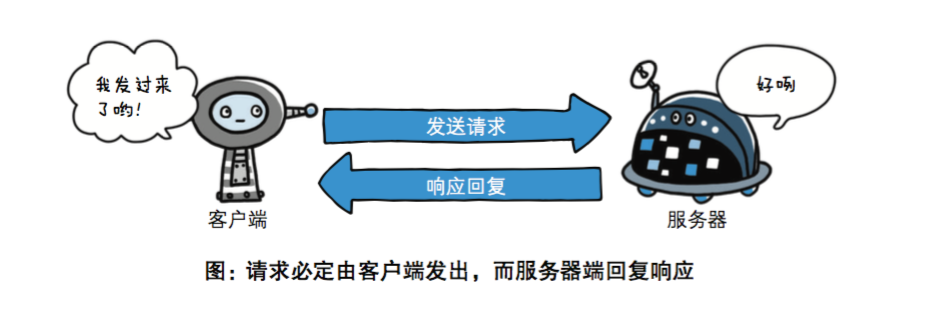 我发过来
了哟!
好咧
发送请求
响应回复
客户端
服务器
图：请求必定由客户端发出，而服务器端回复响应